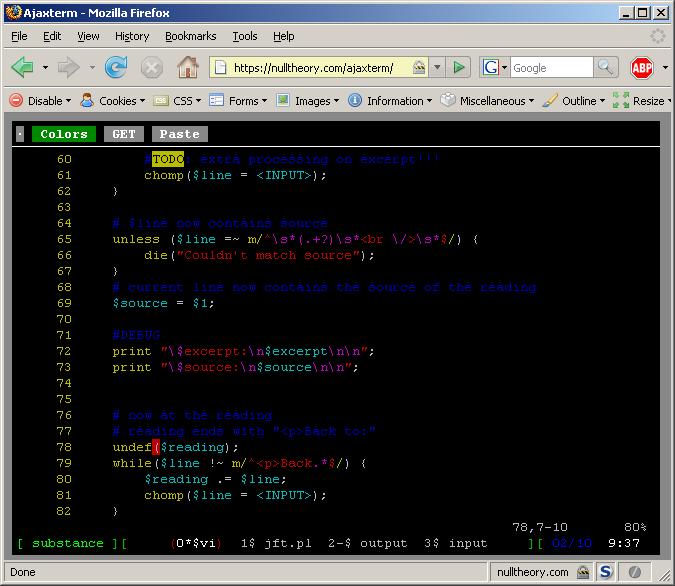 Ajaxterm - Mozilla Firefox
File Edit View History Bookmarks Tools Help
https://nulltheory.com/ajaxterm/ G Google ABP
Disable Cookies CSS Forms Images Information Miscellaneous Outline Resize
Colors GET Paste
60 #TODO: extra processing on excerpt!!!
61 chomp($line = <INPUT>);
62 }
63
64 # $line now contains source
65 unless ($line =~ m/^\s*(.+?)\s*<br \/>\s*$/) {
66 die("Couldn't match source");
67 }
68 # current line now contains the source of the reading
69 $source = $1;
70
71 #DEBUG
72 print "\$excerpt:\n$excerpt\n\n";
73 print "\$source:\n$source\n\n";
74
75
76 # now at the reading
77 # reading ends with "<p>Back to:"
78 undef($reading);
79 while($line !~ m/^<p>Back.*$/) {
80 $reading .= $line;
81 chomp($line = <INPUT>);
82 }
78,7-10 80%
[ substance ][ (0*$vi) 1$ jft.pl 2-$ output 3$ input ][ 02/10 9:37
Done nulltheory.com S